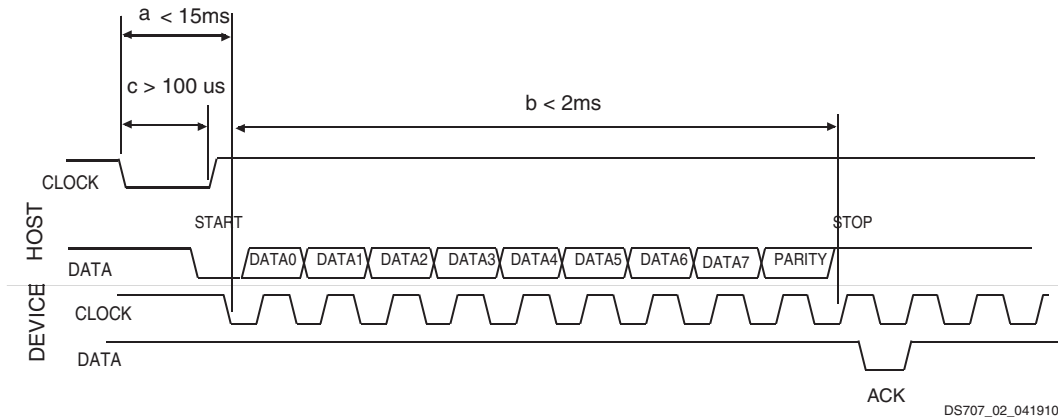 a < 15ms
c > 100 us
b < 2ms
CLOCK
START
STOP
HOST
DATA
DATA0 DATA1 DATA2 DATA3 DATA4 DATA5 DATA6 DATA7 PARITY
DEVICE
CLOCK
DATA
ACK
DS707_02_041910